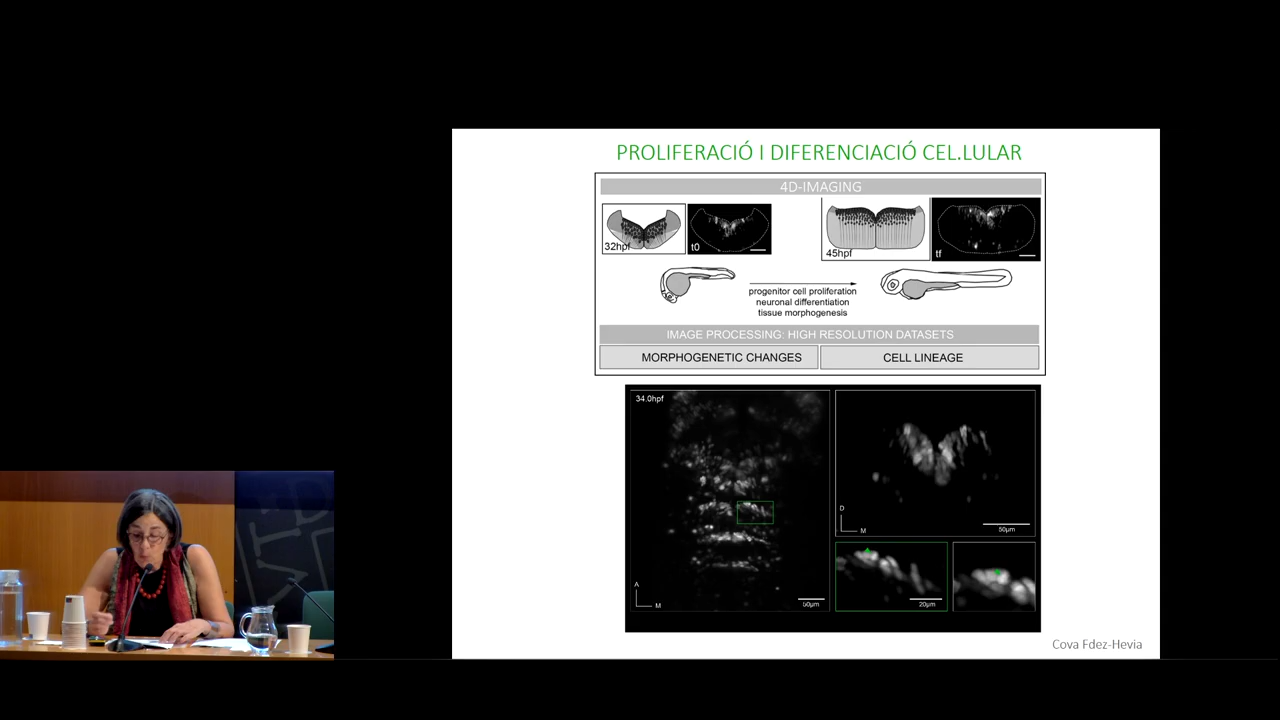 PROLIFERACIÓ I DIFERENCIACIÓ CEL.LULAR
4D-IMAGING
32hpf
t0
45hpf
tf
progenitor cell proliferation
neuronal differentiation
tissue morphogenesis
IMAGE PROCESSING: HIGH RESOLUTION DATASETS
MORPHOGENETIC CHANGES
CELL LINEAGE
34.0hpf
A
M
50µm
D
M
50µm
20µm
Cova Fdez-Hevia